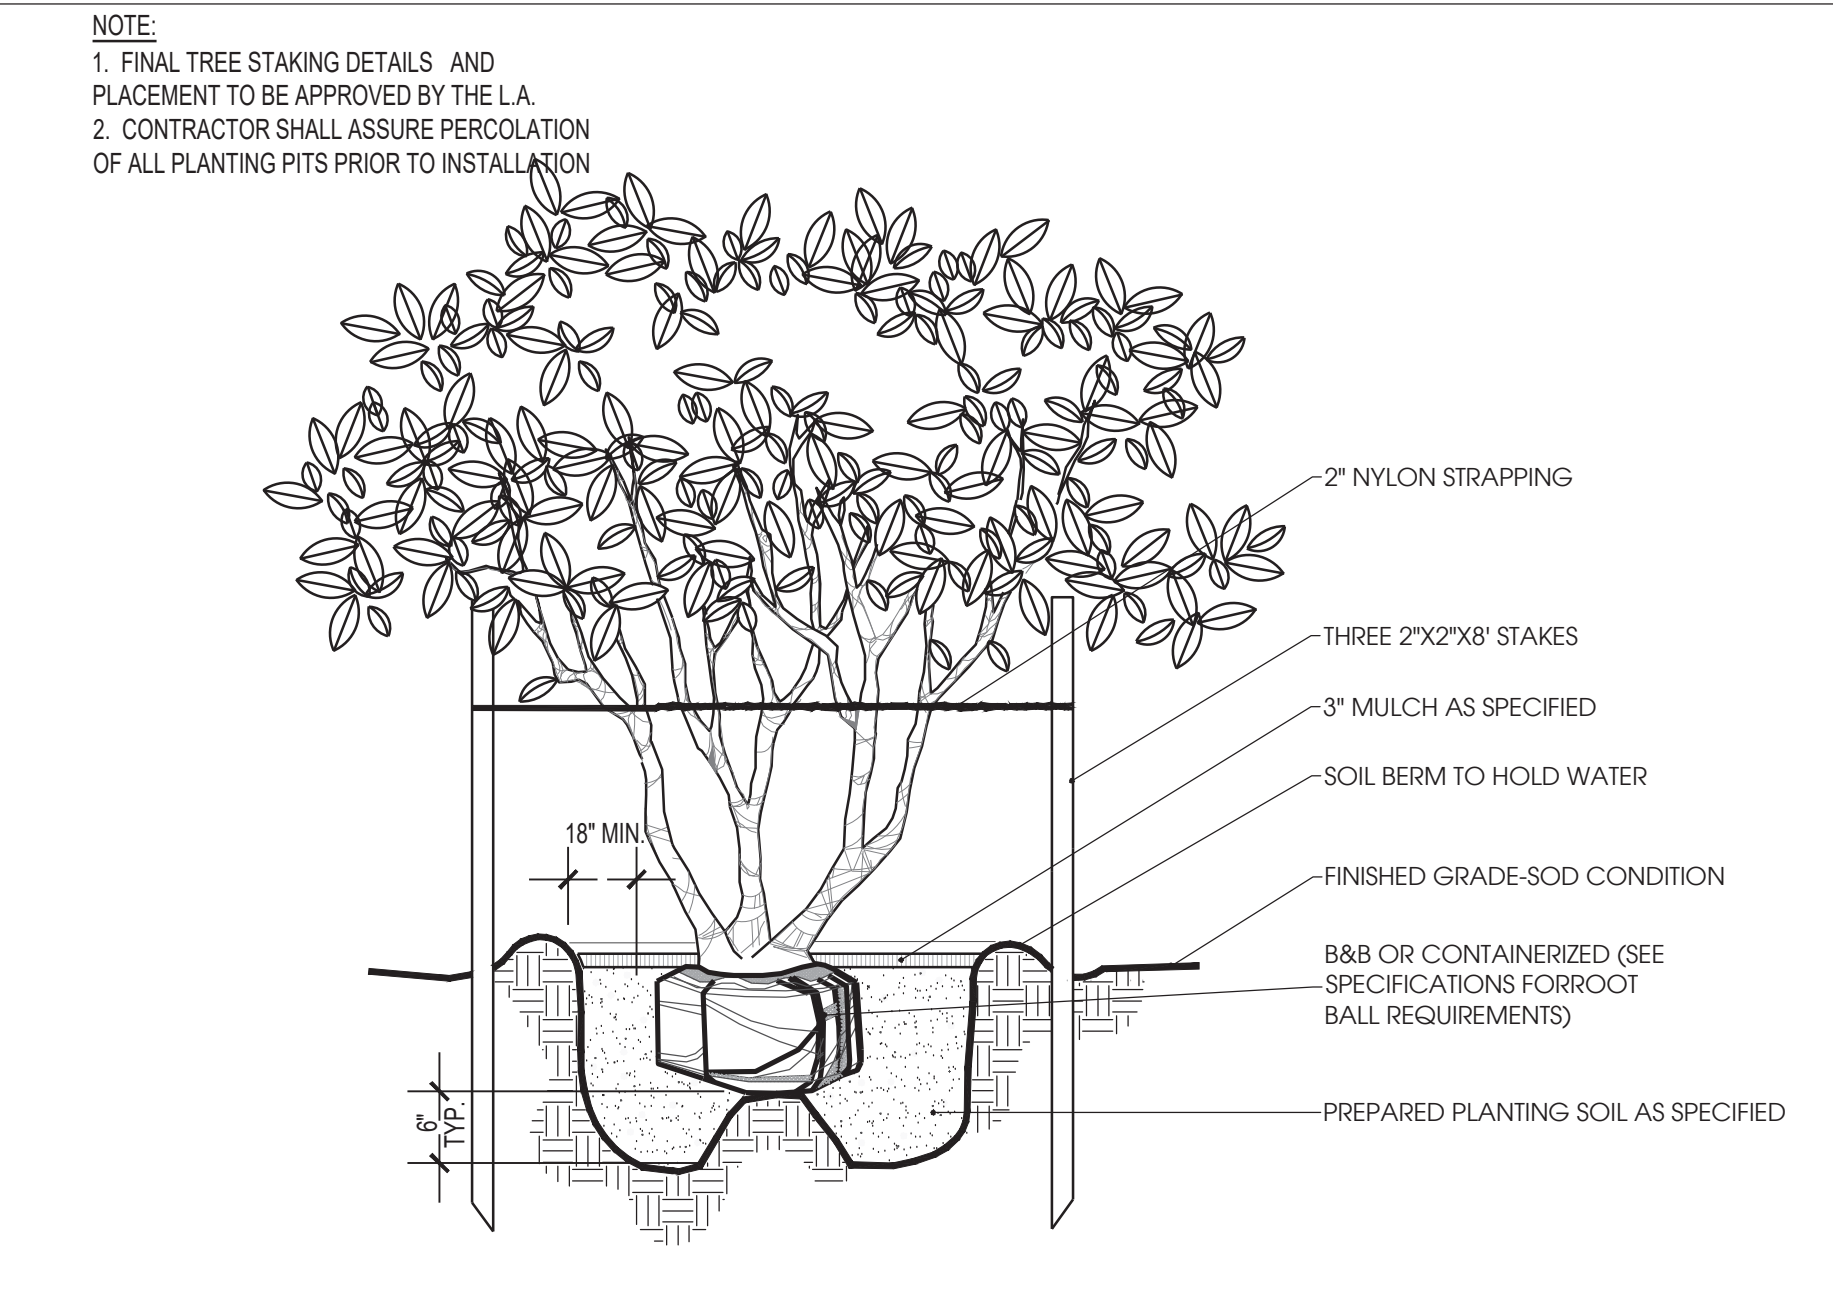 NOTE:
1. FINAL TREE STAKING DETAILS AND
PLACEMENT TO BE APPROVED BY THE L.A.
2. CONTRACTOR SHALL ASSURE PERCOLATION
OF ALL PLANTING PITS PRIOR TO INSTALLATION
2" NYLON STRAPPING
THREE 2"X2"X8' STAKES
3" MULCH AS SPECIFIED
SOIL BERM TO HOLD WATER
18" MIN.
FINISHED GRADE-SOD CONDITION
B&B OR CONTAINERIZED (SEE
SPECIFICATIONS FORROOT
BALL REQUIREMENTS)
6"
TYP.
PREPARED PLANTING SOIL AS SPECIFIED